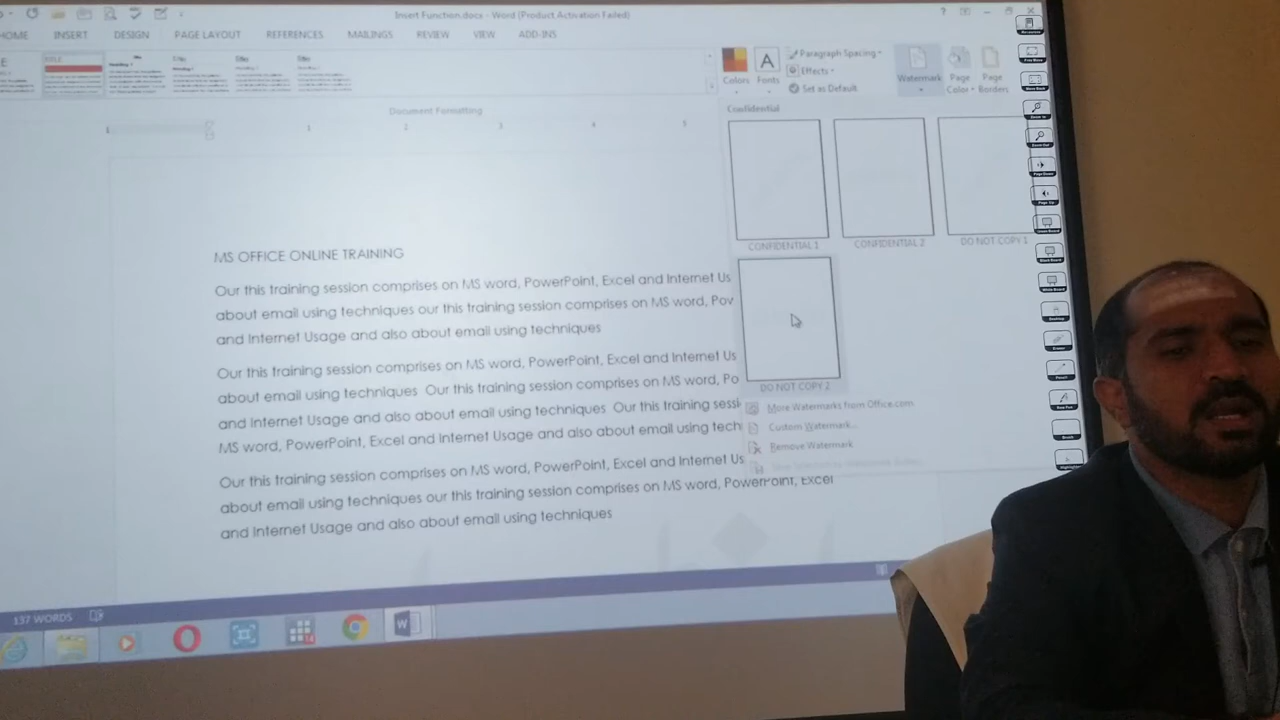 Insert Function.docx - Word (Product Activation Failed)
HOME INSERT DESIGN PAGE LAYOUT REFERENCES MAILINGS REVIEW VIEW ADD-INS
Colors
Fonts
Paragraph Spacing
Effects
Set as Default
Watermark
Page Color
Page Borders
Document Formatting
Confidential
CONFIDENTIAL 1
CONFIDENTIAL 2
DO NOT COPY 1
DO NOT COPY 2
More Watermarks from Office.com
Custom Watermark...
Remove Watermark
MS OFFICE ONLINE TRAINING
Our this training session comprises on MS word, PowerPoint, Excel and Internet Us
about email using techniques our this training session comprises on MS word, Pov
and Internet Usage and also about email using techniques
Our this training session comprises on MS word, PowerPoint, Excel and Internet Us
about email using techniques Our this training session comprises on MS word, Po
and Internet Usage and also about email using techniques Our this training sessi
MS word, PowerPoint, Excel and Internet Usage and also about email using tech
Our this training session comprises on MS word, PowerPoint, Excel and Internet Us
about email using techniques our this training session comprises on MS word, PowerPoint, Excel
and Internet Usage and also about email using techniques
137 WORDS